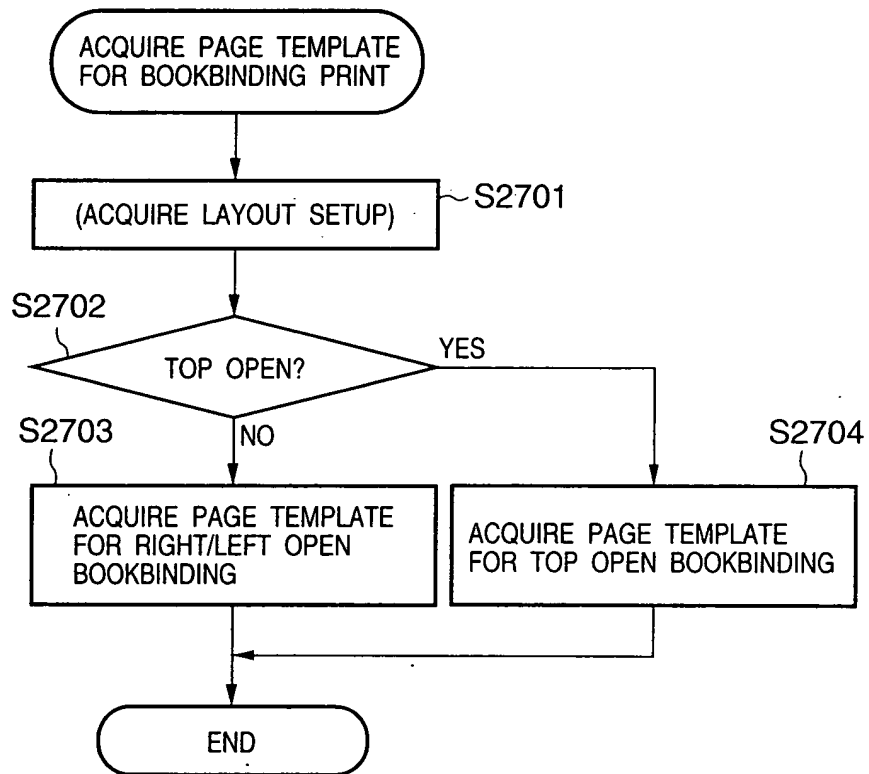 ACQUIRE PAGE TEMPLATE
FOR BOOKBINDING PRINT
(ACQUIRE LAYOUT SETUP)
S2701
S2702
TOP OPEN?
YES
NO
S2703
ACQUIRE PAGE TEMPLATE
FOR RIGHT/LEFT OPEN
BOOKBINDING
S2704
ACQUIRE PAGE TEMPLATE
FOR TOP OPEN BOOKBINDING
END